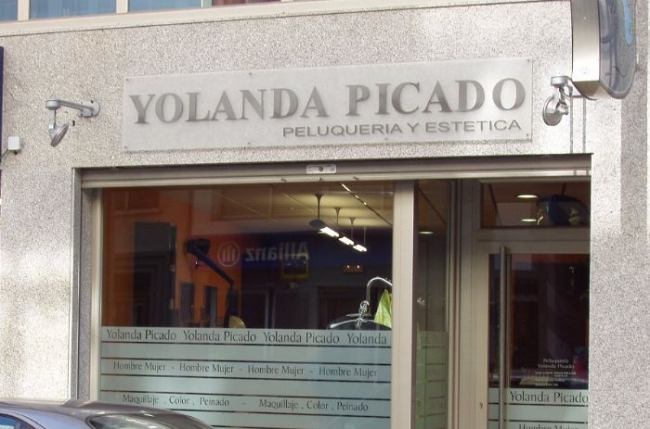 YOLANDA PICADO
PELUQUERIA Y ESTETICA
Allianz
Yolanda Picado Yolanda Picado Yolanda Picado Yolanda
Hombre Mujer - Hombre Mujer - Hombre Mujer - Hombre Mujer
Maquillaje , Color , Peinado - Maquillaje , Color , Peinado
Peluquería
Yolanda Picado
Yolanda Picado